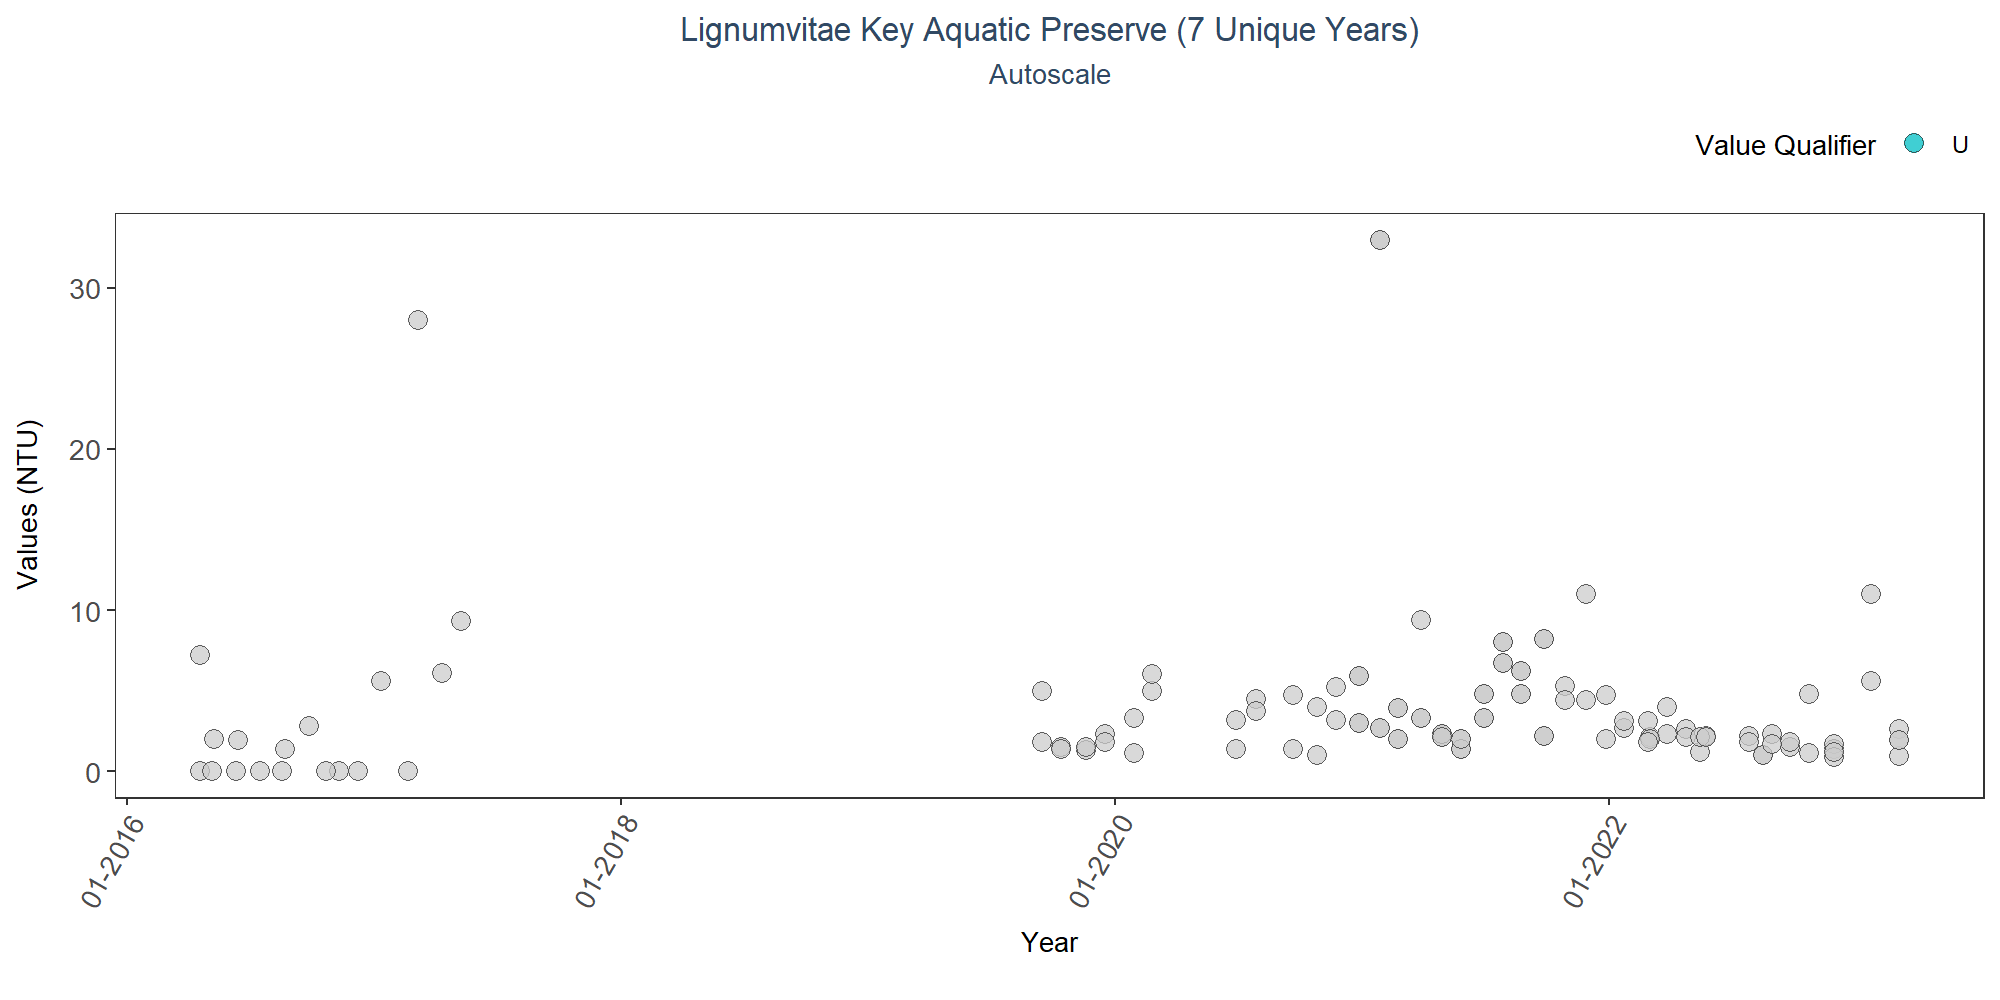 Lignumvitae Key Aquatic Preserve (7 Unique Years)
Autoscale
Value Qualifier U
Values (NTU)
30
20
10
0
01-2016 01-2018 01-2020 01-2022
Year